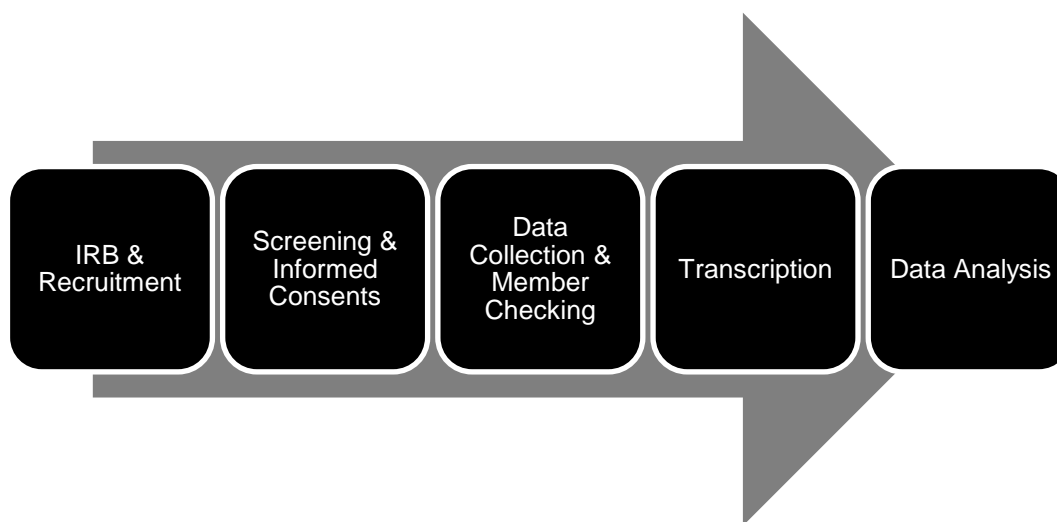 IRB &
Recruitment
Screening &
Informed
Consents
Data
Collection &
Member
Checking
Transcription
Data Analysis